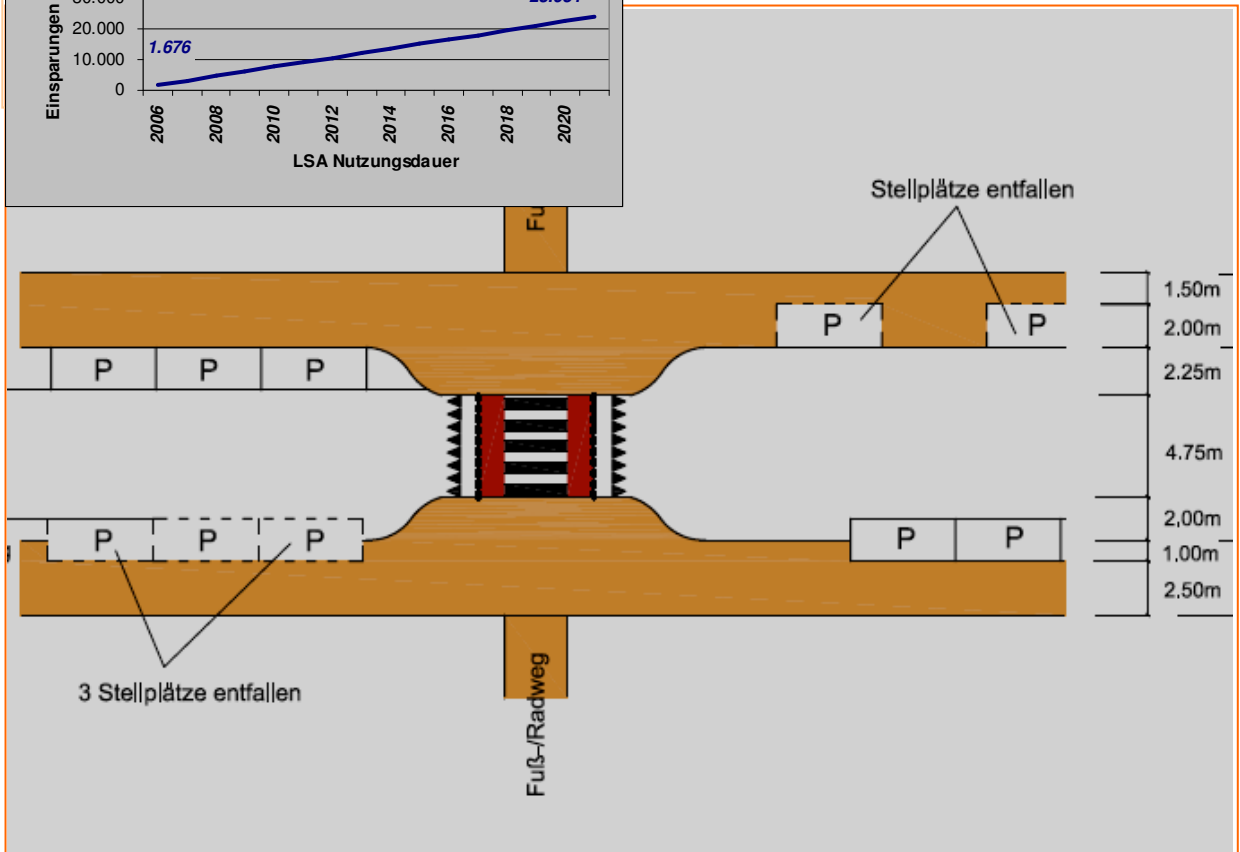 20.000
1.676
10.000
0
Einsparungen
2006
2008
2010
2012
2014
2016
2018
2020
LSA Nutzungsdauer
Stellplätze entfallen
1.50m
P
P
2.00m
P
P
P
2.25m
4.75m
P
P
P
P
P
2,00m
1.00m
2.50m
3 Stellplätze entfallen
Fuß-/Radweg